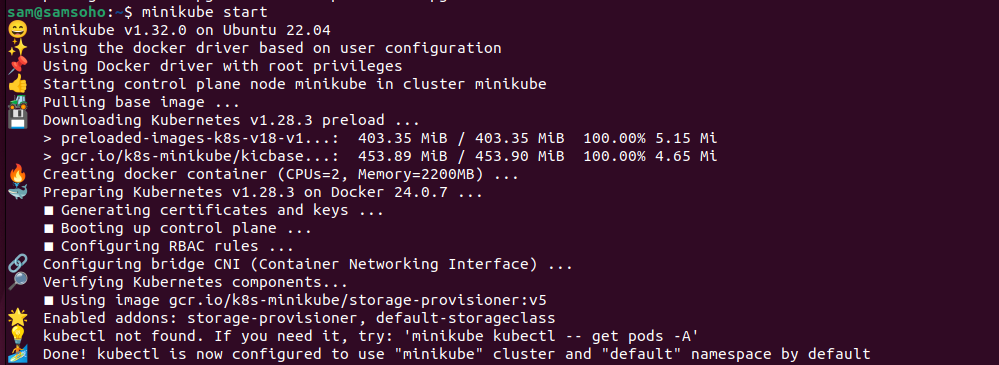 sam@samsoho:~$ minikube start
😄 minikube v1.32.0 on Ubuntu 22.04
✨ Using the docker driver based on user configuration
📌 Using Docker driver with root privileges
👍 Starting control plane node minikube in cluster minikube
🚜 Pulling base image ...
💾 Downloading Kubernetes v1.28.3 preload ...
> preloaded-images-k8s-v18-v1...: 403.35 MiB / 403.35 MiB 100.00% 5.15 Mi
> gcr.io/k8s-minikube/kicbase...: 453.89 MiB / 453.90 MiB 100.00% 4.65 Mi
🔥 Creating docker container (CPUs=2, Memory=2200MB) ...
🐳 Preparing Kubernetes v1.28.3 on Docker 24.0.7 ...
■ Generating certificates and keys ...
■ Booting up control plane ...
■ Configuring RBAC rules ...
🔗 Configuring bridge CNI (Container Networking Interface) ...
🔎 Verifying Kubernetes components...
■ Using image gcr.io/k8s-minikube/storage-provisioner:v5
🌟 Enabled addons: storage-provisioner, default-storageclass
💡 kubectl not found. If you need it, try: 'minikube kubectl -- get pods -A'
🏄 Done! kubectl is now configured to use "minikube" cluster and "default" namespace by default